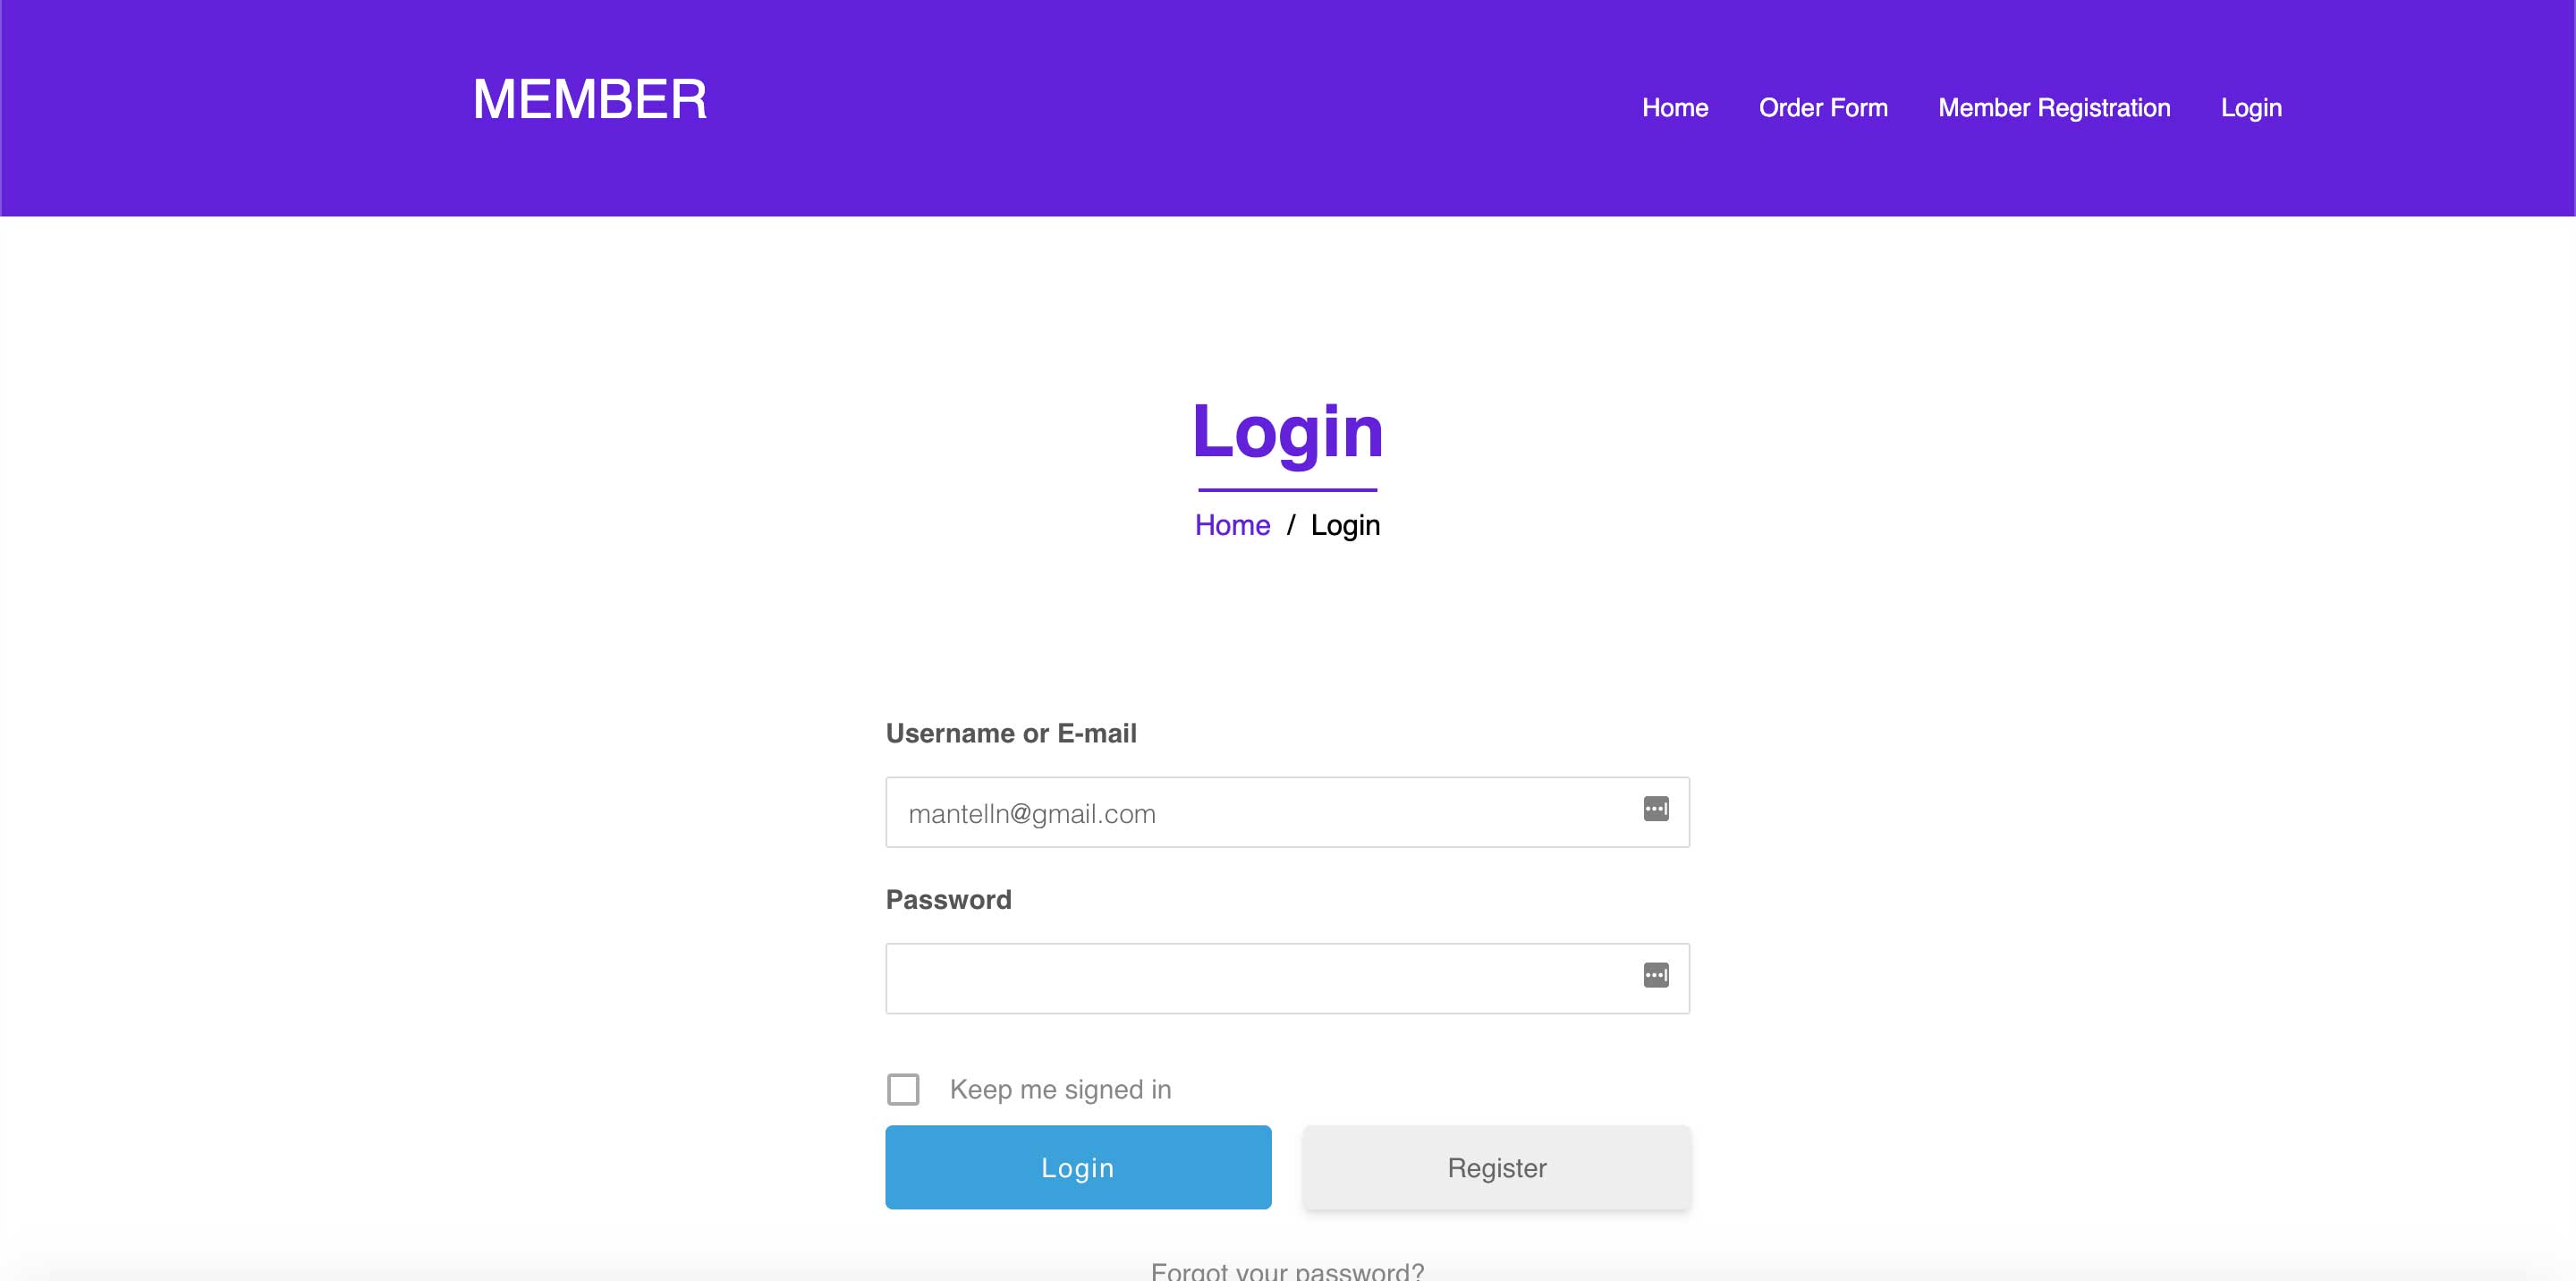 MEMBER
Home Order Form Member Registration Login
Login
Home / Login
Username or E-mail
mantelln@gmail.com
Password
Keep me signed in
Login Register
Forgot your password?